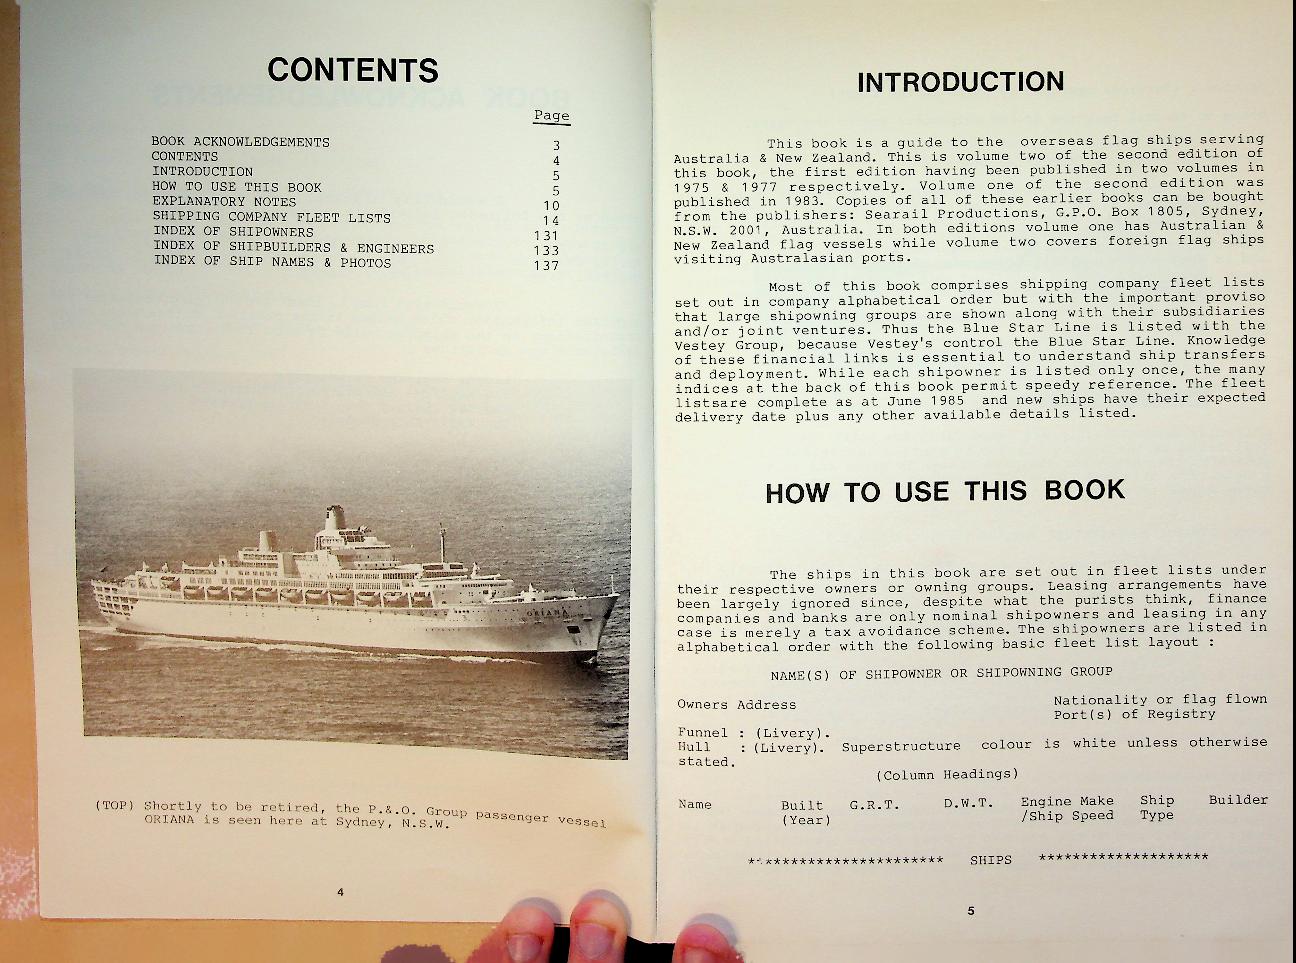 CONTENTS
Page
BOOK ACKNOWLEDGEMENTS 3
CONTENTS 4
INTRODUCTION 5
HOW TO USE THIS BOOK 5
EXPLANATORY NOTES 10
SHIPPING COMPANY FLEET LISTS 14
INDEX OF SHIPOWNERS 131
INDEX OF SHIPBUILDERS & ENGINEERS 133
INDEX OF SHIP NAMES & PHOTOS 137
ORIANA
(TOP) Shortly to be retired, the P.&.O. Group passenger vessel
ORIANA is seen here at Sydney, N.S.W.
4
INTRODUCTION
This book is a guide to the overseas flag ships serving
Australia & New Zealand. This is volume two of the second edition of
this book, the first edition having been published in two volumes in
1975 & 1977 respectively. Volume one of the second edition was
published in 1983. Copies of all of these earlier books can be bought
from the publishers: Searail Productions, G.P.O. Box 1805, Sydney,
N.S.W. 2001, Australia. In both editions volume one has Australian &
New Zealand flag vessels while volume two covers foreign flag ships
visiting Australasian ports.
Most of this book comprises shipping company fleet lists
set out in company alphabetical order but with the important proviso
that large shipowning groups are shown along with their subsidiaries
and/or joint ventures. Thus the Blue Star Line is listed with the
Vestey Group, because Vestey's control the Blue Star Line. Knowledge
of these financial links is essential to understand ship transfers
and deployment. While each shipowner is listed only once, the many
indices at the back of this book permit speedy reference. The fleet
listsare complete as at June 1985 and new ships have their expected
delivery date plus any other available details listed.
HOW TO USE THIS BOOK
The ships in this book are set out in fleet lists under
their respective owners or owning groups. Leasing arrangements have
been largely ignored since, despite what the purists think, finance
companies and banks are only nominal shipowners and leasing in any
case is merely a tax avoidance scheme. The shipowners are listed in
alphabetical order with the following basic fleet list layout :
NAME(S) OF SHIPOWNER OR SHIPOWNING GROUP
Owners Address Nationality or flag flown
Port(s) of Registry
Funnel : (Livery).
Hull : (Livery). Superstructure colour is white unless otherwise
stated.
(Column Headings)
Name Built G.R.T. D.W.T. Engine Make Ship Builder
(Year) /Ship Speed Type
*********************** SHIPS *********************
5